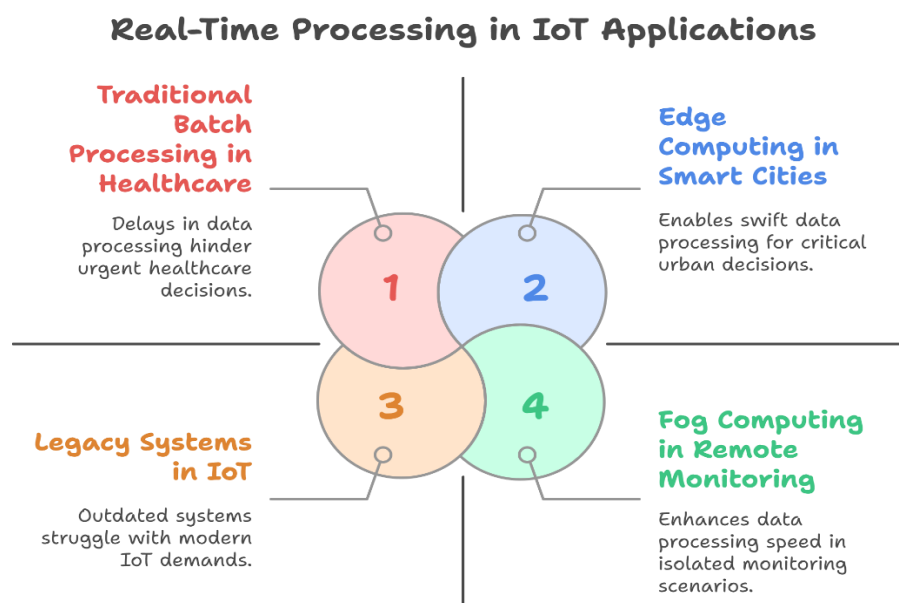 Real-Time Processing in IoT Applications
Traditional
Batch
Processing in
Healthcare
Delays in data
processing hinder
urgent healthcare
decisions.
1
Edge
Computing in
Smart Cities
Enables swift data
processing for critical
urban decisions.
2
Legacy Systems
in IoT
Outdated systems
struggle with modern
IoT demands.
3
Fog Computing
in Remote
Monitoring
Enhances data
processing speed in
isolated monitoring
scenarios.
4